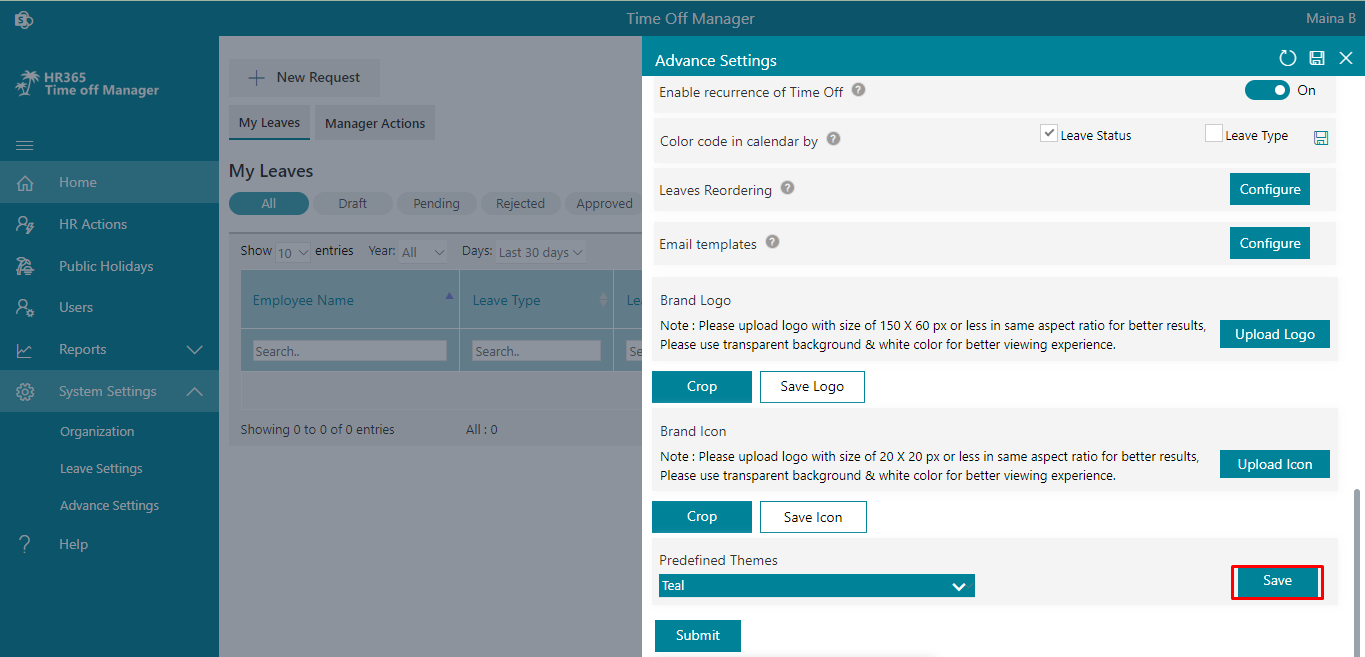 Time Off Manager
Maina B
HR365
Time off Manager
Home
HR Actions
Public Holidays
Users
Reports
System Settings
Organization
Leave Settings
Advance Settings
Help
New Request
My Leaves
Manager Actions
My Leaves
All
Draft
Pending
Rejected
Approved
Show 10 entries Year: All Days: Last 30 days
Employee Name Leave Type Le
Search.. Search.. Se
Showing 0 to 0 of 0 entries All : 0
Advance Settings
Enable recurrence of Time Off ? On
Color code in calendar by ? Leave Status Leave Type
Leaves Reordering ? Configure
Email templates ? Configure
Brand Logo
Note : Please upload logo with size of 150 X 60 px or less in same aspect ratio for better results,
Please use transparent background & white color for better viewing experience.
Upload Logo
Crop Save Logo
Brand Icon
Note : Please upload logo with size of 20 X 20 px or less in same aspect ratio for better results,
Please use transparent background & white color for better viewing experience.
Upload Icon
Crop Save Icon
Predefined Themes
Teal
Save
Submit